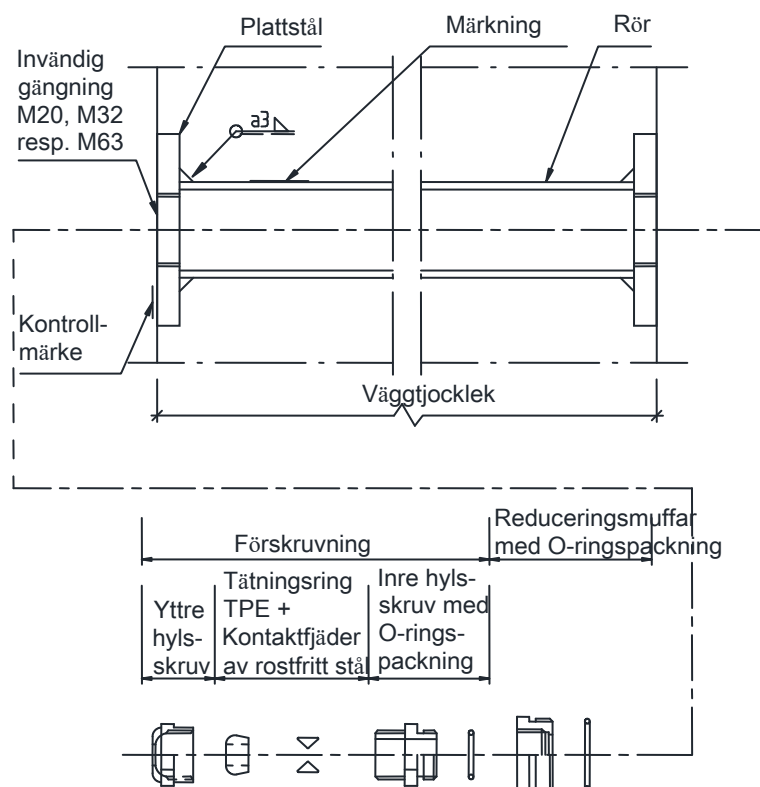 Plattstål
Märkning
Rör
Invändig
gängning
M20, M32
resp. M63
a3
Kontroll-
märke
Väggtjocklek
Förskruvning
Reduceringsmuffar
med O-ringspackning
Yttre
hyls-
skruv
Tätningsring
TPE +
Kontaktfjäder
av rostfritt stål
Inre hyls-
skruv med
O-rings-
packning